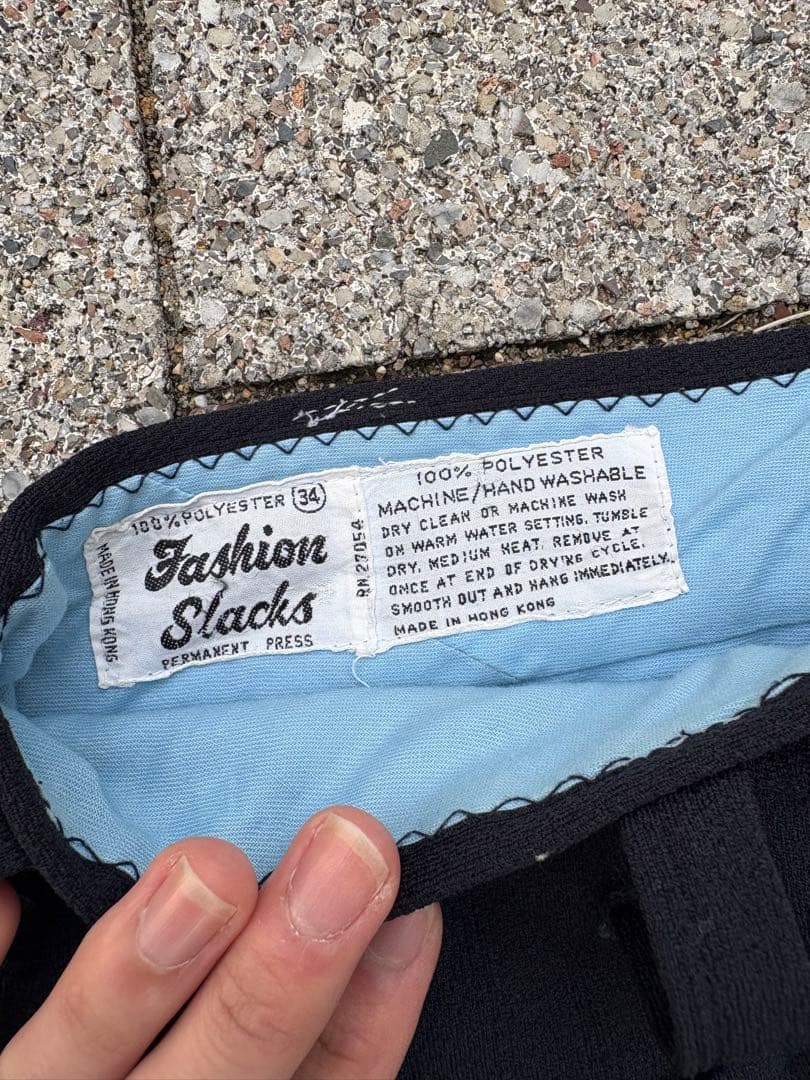 100% POLYESTER 34
Fashion
Slacks
PERMANENT PRESS
MADE IN HONG KONG
RN 27054
100% POLYESTER
MACHINE/HAND WASHABLE
DRY CLEAN OR MACHINE WASH
ON WARM WATER SETTING. TUMBLE
DRY, MEDIUM HEAT, REMOVE AT
ONCE AT END OF DRYING CYCLE.
SMOOTH OUT AND HANG IMMEDIATELY.
MADE IN HONG KONG